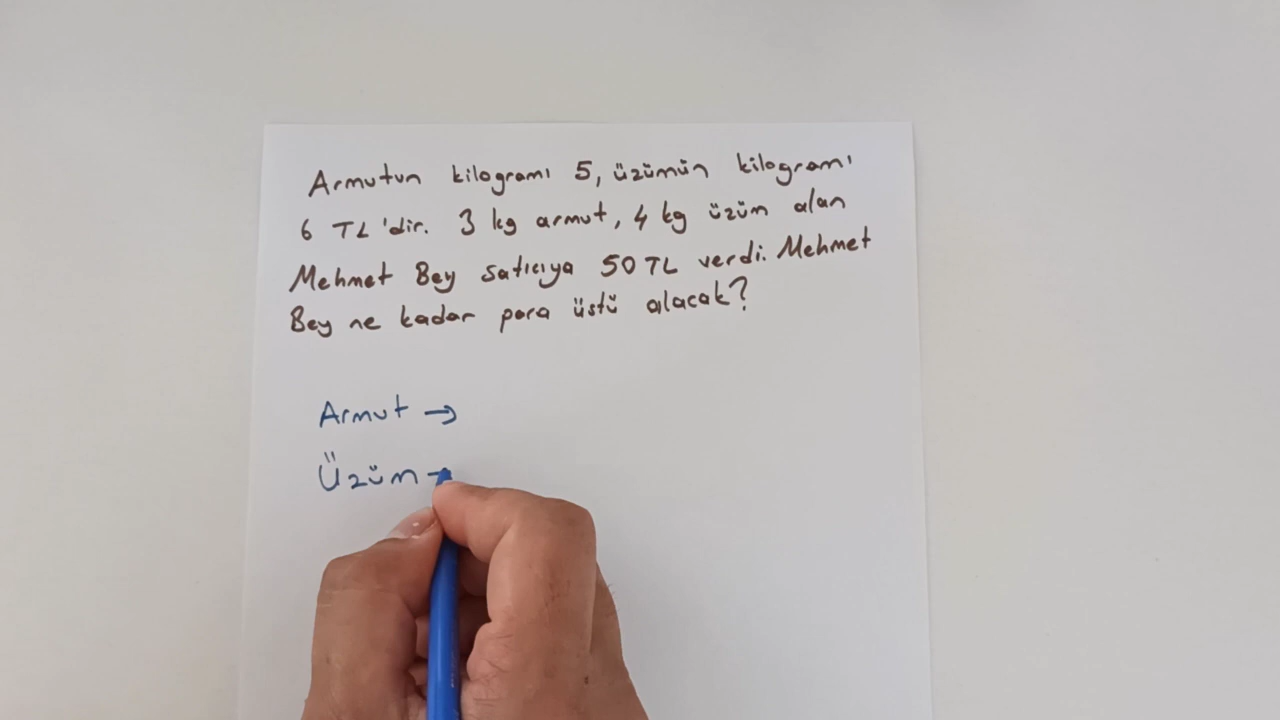 Armutun kilogramı 5, üzümün kilogramı
6 TL'dir. 3 kg armut, 4 kg üzüm alan
Mehmet Bey satıcıya 50 TL verdi. Mehmet
Bey ne kadar para üstü alacak?
Armut →
Üzüm →